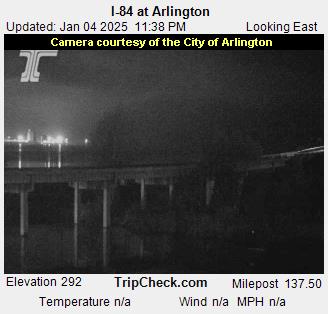 I-84 at Arlington
Updated: Jan 04 2025 11:38 PM Looking East
Camera courtesy of the City of Arlington
Elevation 292 TripCheck.com Milepost 137.50
Temperature n/a Wind n/a MPH n/a